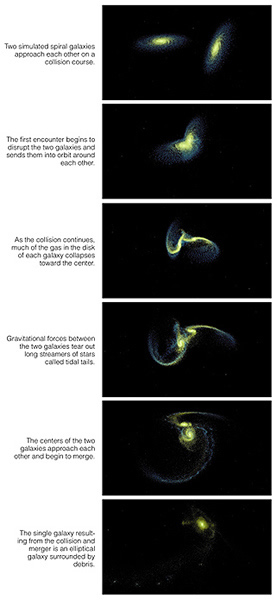 Two simulated spiral galaxies
approach each other on a
collision course.
The first encounter begins to
disrupt the two galaxies and
sends them into orbit around
each other.
As the collision continues,
much of the gas in the disk
of each galaxy collapses
toward the center.
Gravitational forces between
the two galaxies tear out
long streamers of stars
called tidal tails.
The centers of the two
galaxies approach each
other and begin to merge.
The single galaxy result-
ing from the collision and
merger is an elliptical
galaxy surrounded by
debris.